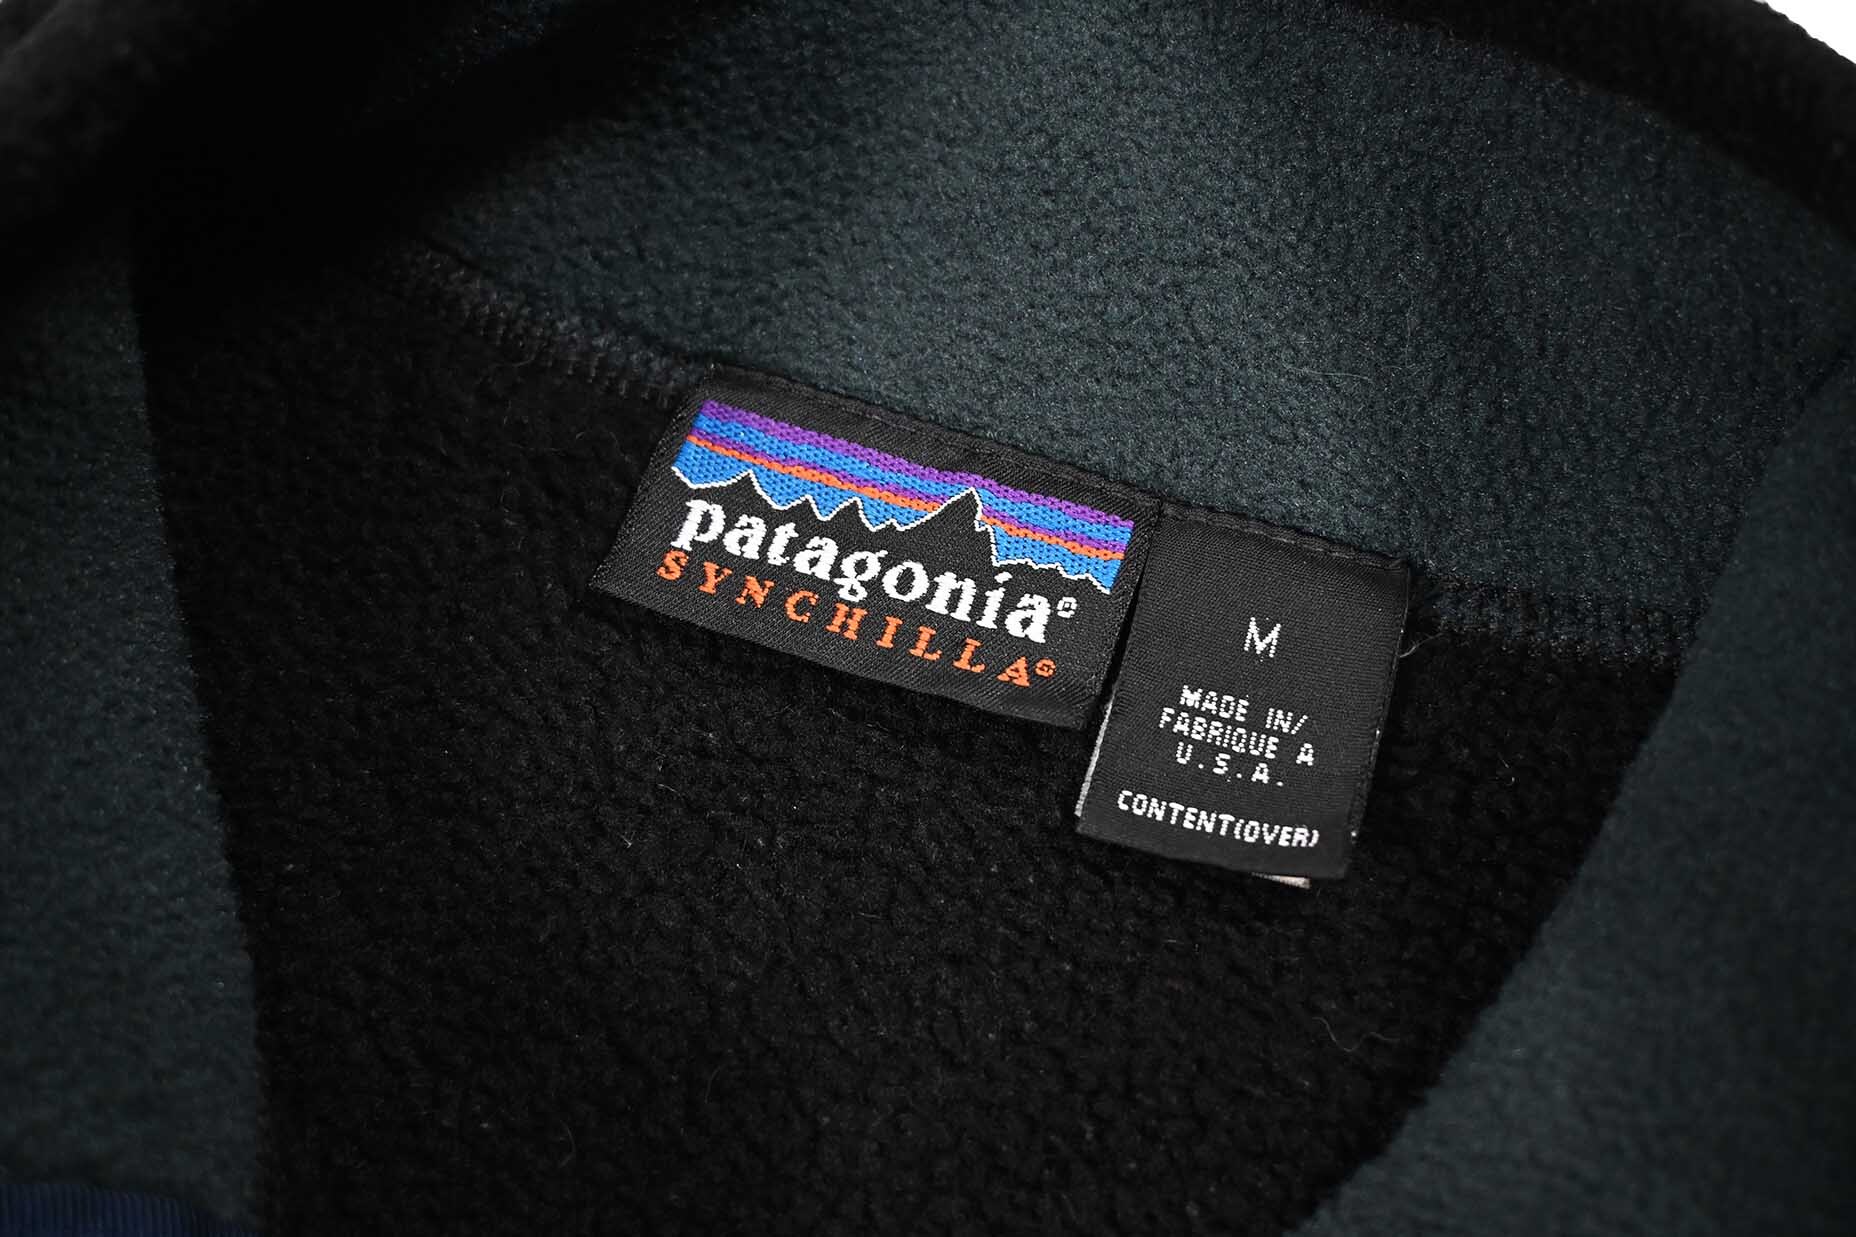 patagonia®
SYNCHILLA®
M
MADE IN/
FABRIQUE A
U.S.A.
CONTENT(OVER)